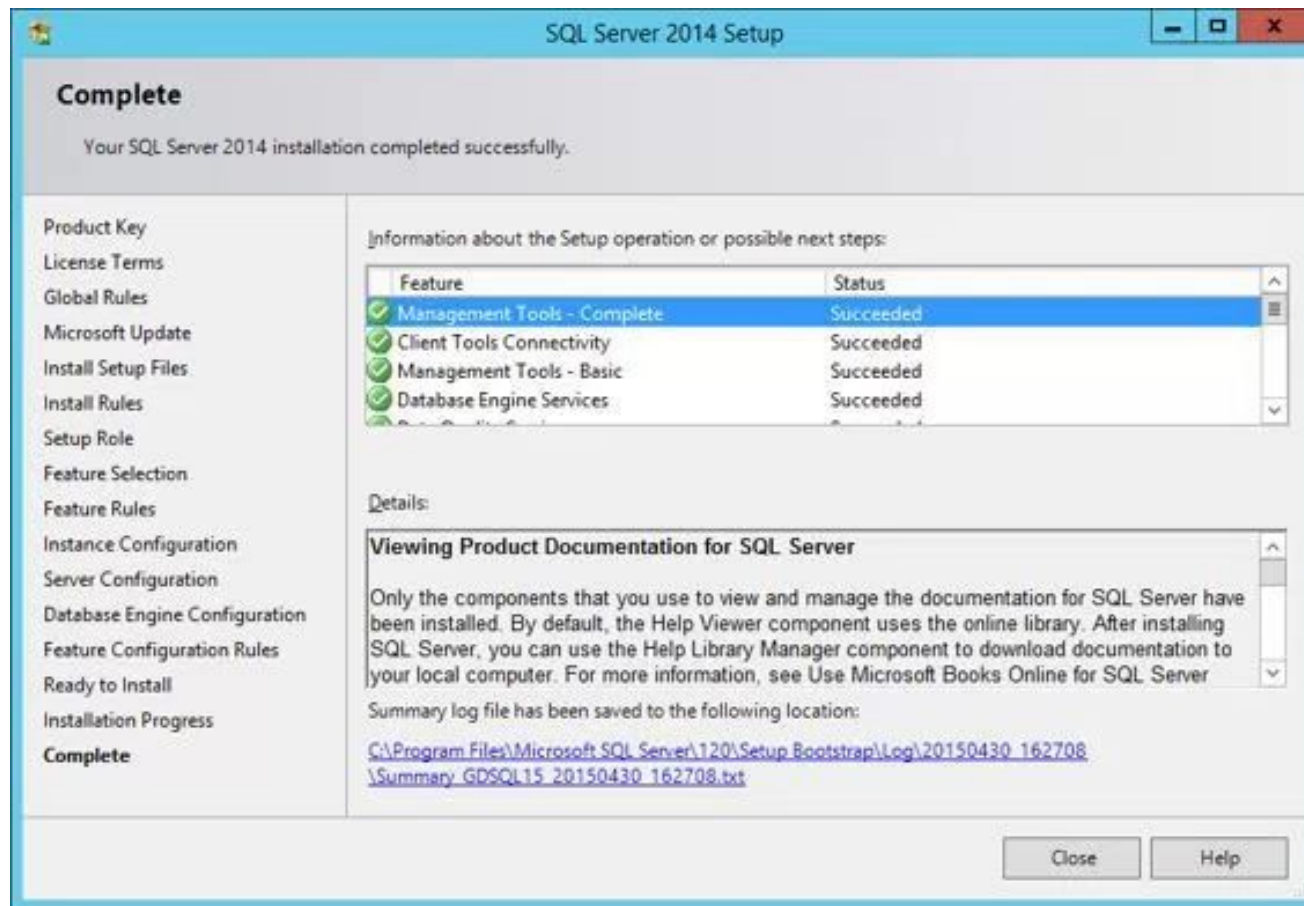 SQL Server 2014 Setup
Complete
Your SQL Server 2014 installation completed successfully.
Product Key
License Terms
Global Rules
Microsoft Update
Install Setup Files
Install Rules
Setup Role
Feature Selection
Feature Rules
Instance Configuration
Server Configuration
Database Engine Configuration
Feature Configuration Rules
Ready to Install
Installation Progress
Complete
Information about the Setup operation or possible next steps:
Feature Status
Management Tools - Complete Succeeded
Client Tools Connectivity Succeeded
Management Tools - Basic Succeeded
Database Engine Services Succeeded
Details:
Viewing Product Documentation for SQL Server
Only the components that you use to view and manage the documentation for SQL Server have
been installed. By default, the Help Viewer component uses the online library. After installing
SQL Server, you can use the Help Library Manager component to download documentation to
your local computer. For more information, see Use Microsoft Books Online for SQL Server
Summary log file has been saved to the following location:
C:\Program Files\Microsoft SQL Server\120\Setup Bootstrap\Log\20150430_162708
\Summary_GDSQL15_20150430_162708.txt
Close Help